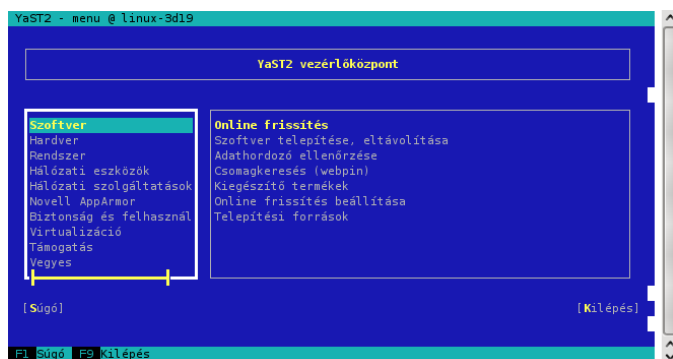 YaST2 - menu @ linux-3d19
YaST2 vezérlőközpont
Szoftver
Hardver
Rendszer
Hálózati eszközök
Hálózati szolgáltatások
Novell AppArmor
Biztonság és felhasznál
Virtualizáció
Támogatás
Vegyes
Online frissítés
Szoftver telepítése, eltávolítása
Adathordozó ellenőrzése
Csomagkeresés (webpin)
Kiegészítő termékek
Online frissítés beállítása
Telepítési források
[Súgó] [Kilépés]
F1 Súgó F9 Kilépés